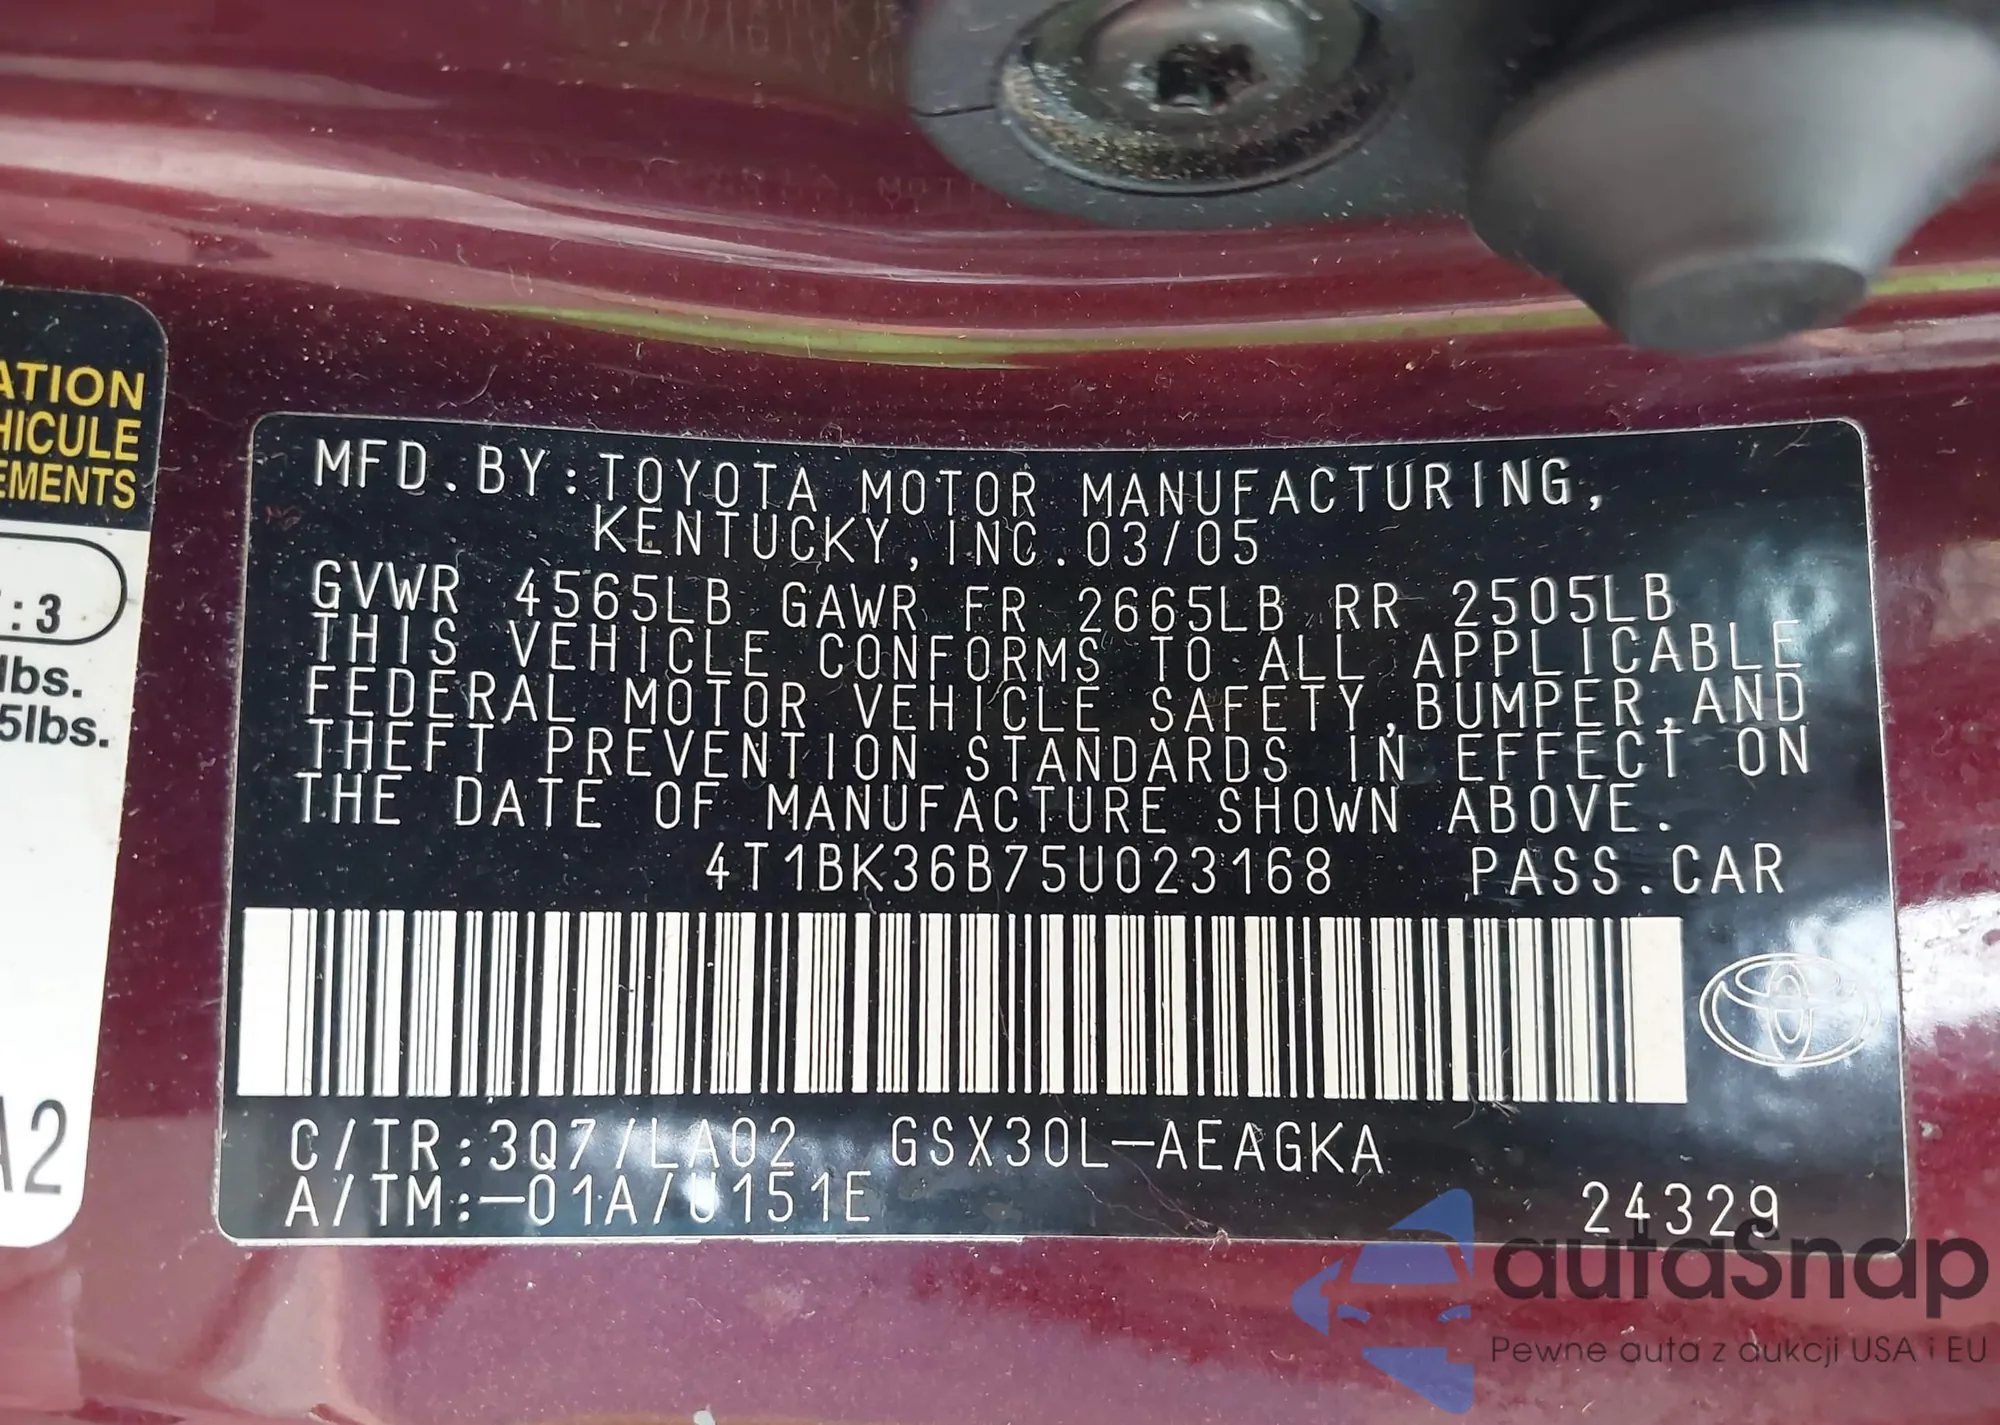 ATION
HICULE
EMENTS
: 3
lbs.
5lbs.
A2
MFD.BY:TOYOTA MOTOR MANUFACTURING,
KENTUCKY,INC.03/05
GVWR 4565LB GAWR FR 2665LB RR 2505LB
THIS VEHICLE CONFORMS TO ALL APPLICABLE
FEDERAL MOTOR VEHICLE SAFETY,BUMPER,AND
THEFT PREVENTION STANDARDS IN EFFECT ON
THE DATE OF MANUFACTURE SHOWN ABOVE.
4T1BK36B75U023168 PASS.CAR
C/TR:3Q7/LA02 GSX30L-AEAGKA
A/TM:-01A/U151E
24329
autaSnap
Pewne auta z aukcji USA i EU